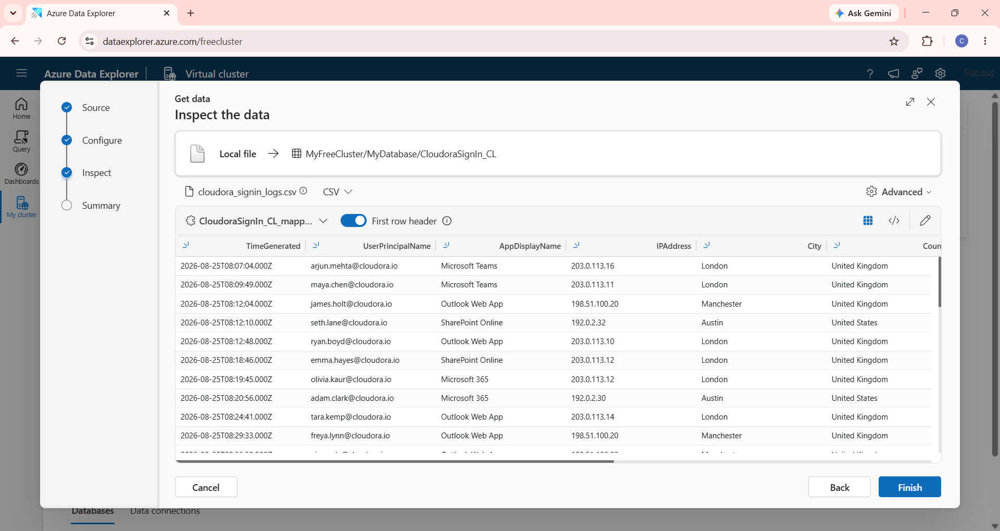 Azure Data Explorer
Ask Gemini
dataexplorer.azure.com/freecluster
C
Azure Data Explorer
Virtual cluster
Sign out
Home
Query
Dashboards
My cluster
Source
Configure
Inspect
Summary
Get data
Inspect the data
Local file
MyFreeCluster/MyDatabase/CloudoraSignIn_CL
cloudora_signin_logs.csv
CSV
Advanced
CloudoraSignIn_CL_mapp...
First row header
TimeGenerated UserPrincipalName AppDisplayName IPAddress City Coun
2026-08-25T08:07:04.000Z arjun.mehta@cloudora.io Microsoft Teams 203.0.113.16 London United Kingdom
2026-08-25T08:09:49.000Z maya.chen@cloudora.io Microsoft Teams 203.0.113.11 London United Kingdom
2026-08-25T08:12:04.000Z james.holt@cloudora.io Outlook Web App 198.51.100.20 Manchester United Kingdom
2026-08-25T08:12:10.000Z seth.lane@cloudora.io SharePoint Online 192.0.2.32 Austin United States
2026-08-25T08:12:48.000Z ryan.boyd@cloudora.io Outlook Web App 203.0.113.10 London United Kingdom
2026-08-25T08:18:46.000Z emma.hayes@cloudora.io SharePoint Online 203.0.113.12 London United Kingdom
2026-08-25T08:19:45.000Z olivia.kaur@cloudora.io Microsoft 365 203.0.113.12 London United Kingdom
2026-08-25T08:20:56.000Z adam.clark@cloudora.io Microsoft 365 192.0.2.30 Austin United States
2026-08-25T08:24:41.000Z tara.kemp@cloudora.io Outlook Web App 203.0.113.14 London United Kingdom
2026-08-25T08:29:33.000Z freya.lynn@cloudora.io Outlook Web App 198.51.100.20 Manchester United Kingdom
Cancel
Back
Finish
Databases
Data connections